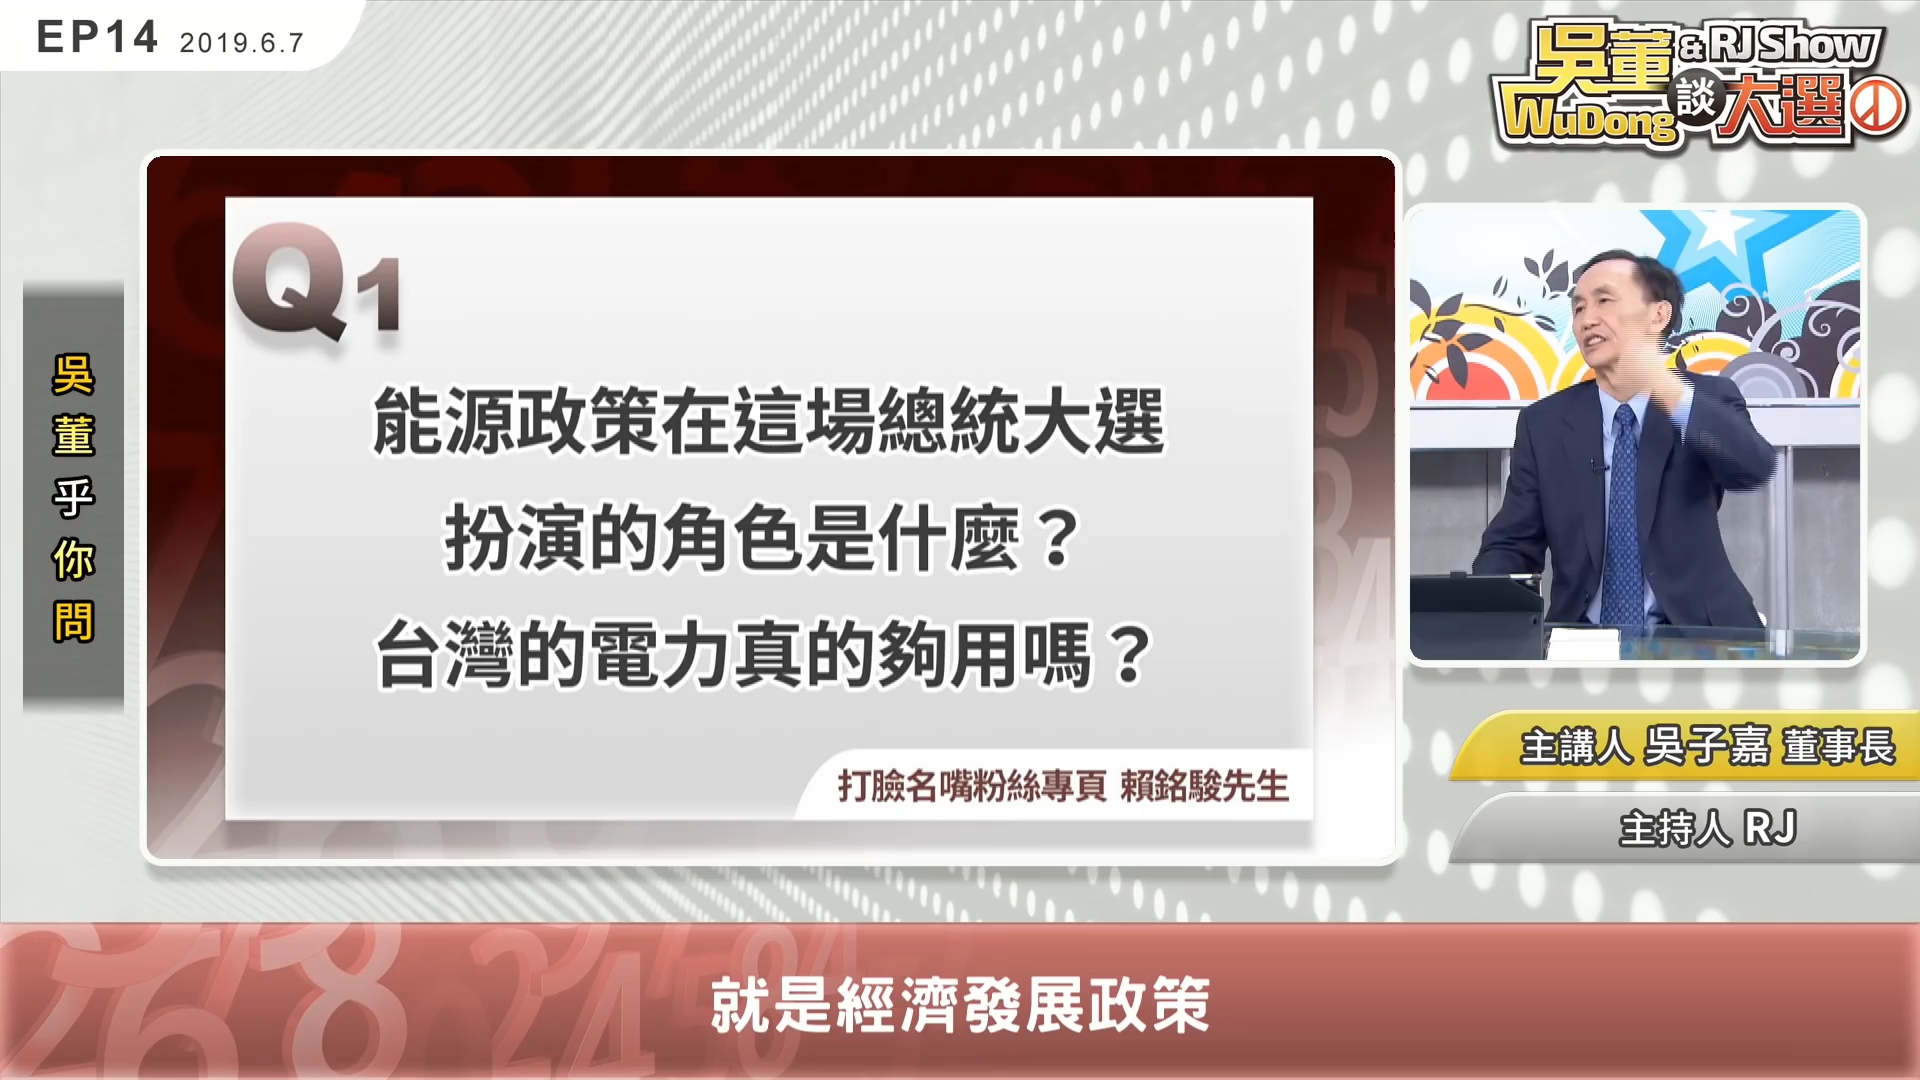 EP14 2019.6.7
吳董 & RJ Show
WuDong 談大選
吳董乎你問
Q1
能源政策在這場總統大選
扮演的角色是什麼？
台灣的電力真的夠用嗎？
打臉名嘴粉絲專頁 賴銘駿先生
主講人 吳子嘉 董事長
主持人 RJ
就是經濟發展政策